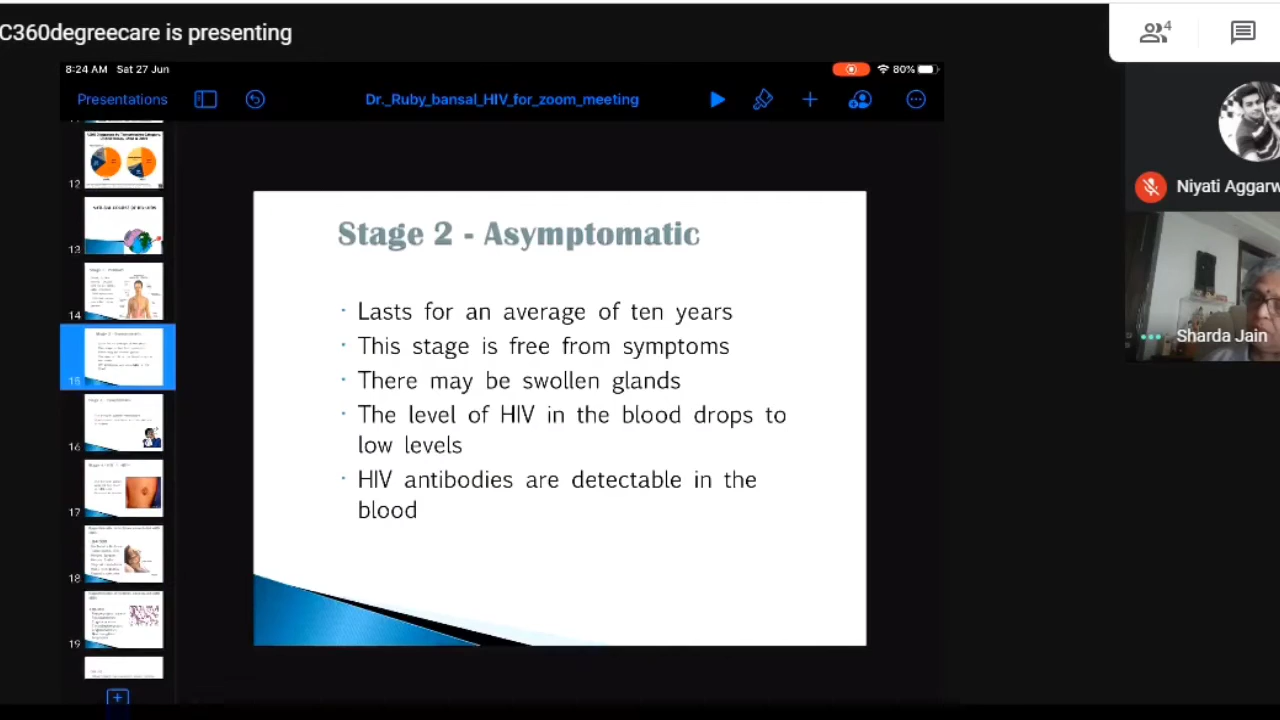 C360degreecare is presenting
4
8:24 AM Sat 27 Jun
80%
Presentations
Dr._Ruby_bansal_HIV_for_zoom_meeting
Niyati Aggarw
Sharda Jain
12
13
14
15
16
17
18
19
Stage 2 - Asymptomatic
· Lasts for an average of ten years
· This stage is free from symptoms
· There may be swollen glands
· The level of HIV in the blood drops to
low levels
· HIV antibodies are detectable in the
blood